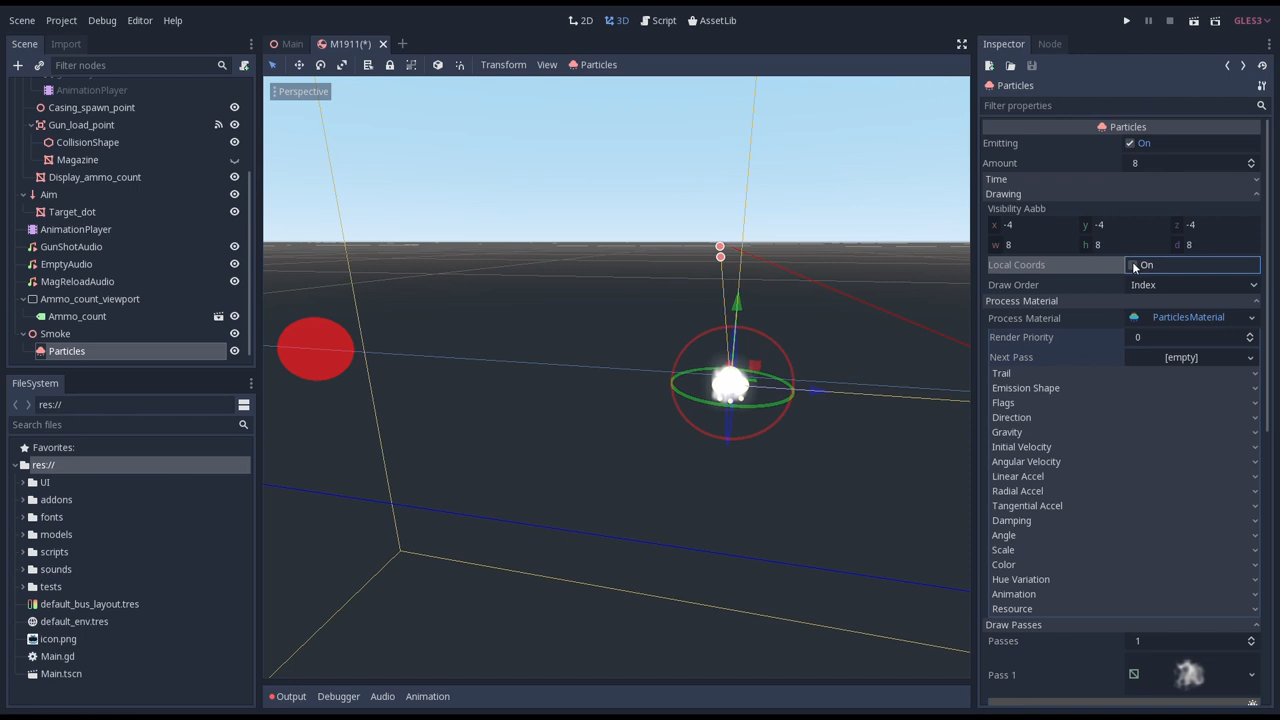 Scene Project Debug Editor Help
2D 3D Script AssetLib
GLES3
Scene Import
Filter nodes
AnimationPlayer
Casing_spawn_point
Gun_load_point
CollisionShape
Magazine
Display_ammo_count
Aim
Target_dot
AnimationPlayer
GunShotAudio
EmptyAudio
MagReloadAudio
Ammo_count_viewport
Ammo_count
Smoke
Particles
FileSystem
res://
Search files
Favorites:
res://
UI
addons
fonts
models
scripts
sounds
tests
default_bus_layout.tres
default_env.tres
icon.png
Main.gd
Main.tscn
Main M1911(*)
Transform View Particles
Perspective
Output Debugger Audio Animation
Inspector Node
Particles
Filter properties
Particles
Emitting On
Amount 8
Time
Drawing
Visibility Aabb
x -4 y -4 z -4
w 8 h 8 d 8
Local Coords On
Draw Order Index
Process Material
Process Material ParticlesMaterial
Render Priority 0
Next Pass [empty]
Trail
Emission Shape
Flags
Direction
Gravity
Initial Velocity
Angular Velocity
Linear Accel
Radial Accel
Tangential Accel
Damping
Angle
Scale
Color
Hue Variation
Animation
Resource
Draw Passes
Passes 1
Pass 1